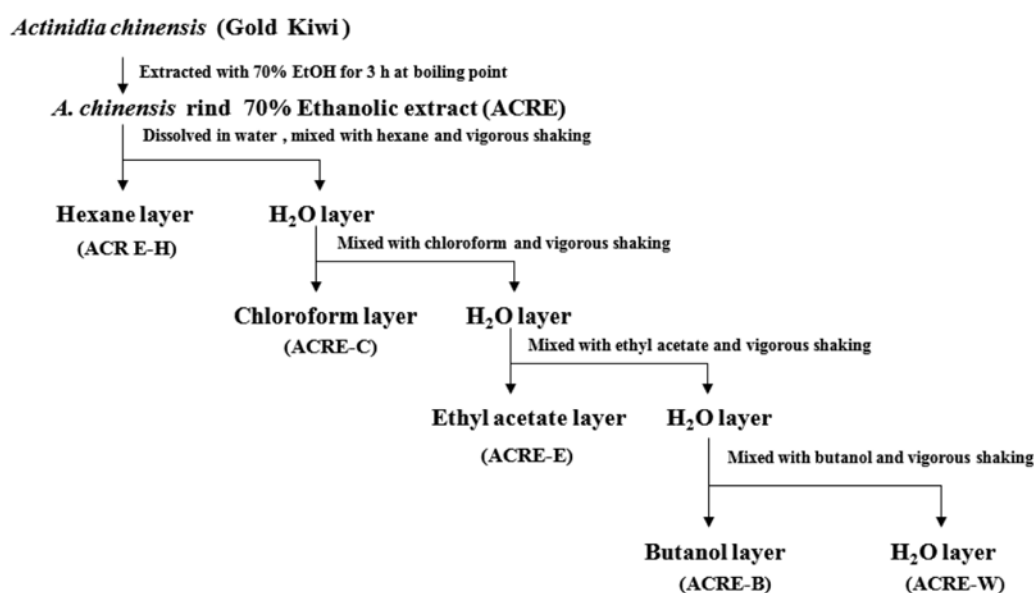 Actinidia chinensis (Gold Kiwi)
Extracted with 70% EtOH for 3 h at boiling point
A. chinensis rind 70% Ethanolic extract (ACRE)
Dissolved in water , mixed with hexane and vigorous shaking
Hexane layer
(ACR E-H)
H₂O layer
Mixed with chloroform and vigorous shaking
Chloroform layer
(ACRE-C)
H₂O layer
Mixed with ethyl acetate and vigorous shaking
Ethyl acetate layer
(ACRE-E)
H₂O layer
Mixed with butanol and vigorous shaking
Butanol layer
(ACRE-B)
H₂O layer
(ACRE-W)